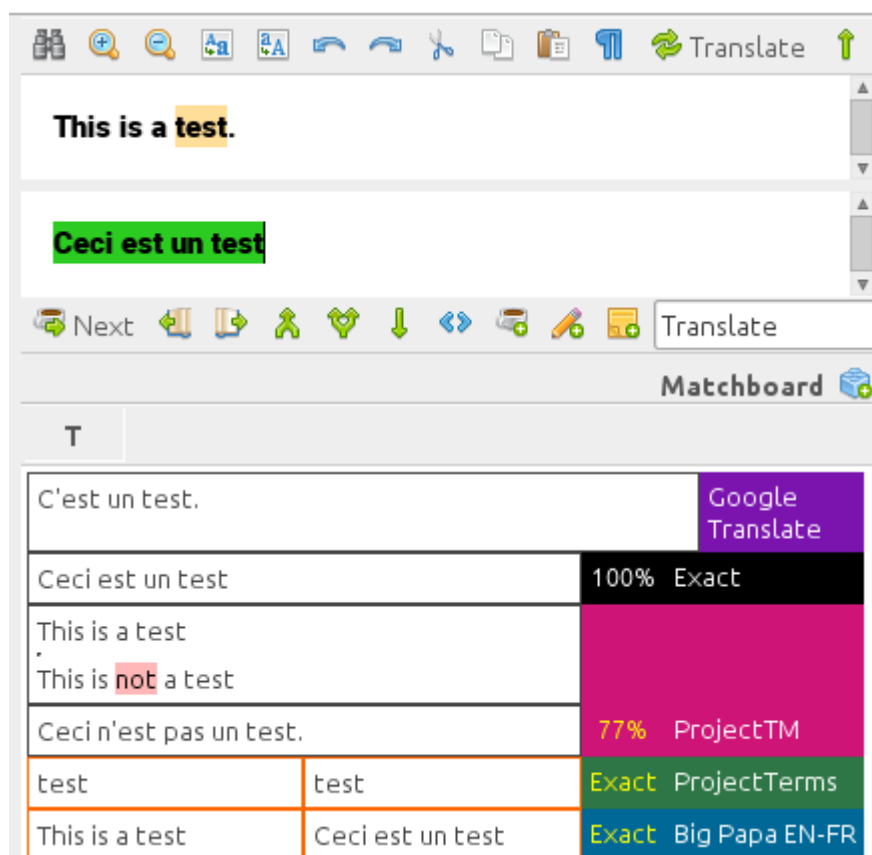 Translate
This is a test.
Ceci est un test
Next
Translate
Matchboard
T
C'est un test.
Google
Translate
Ceci est un test
100% Exact
This is a test
.
This is not a test
Ceci n'est pas un test.
77% ProjectTM
test
test
Exact ProjectTerms
This is a test
Ceci est un test
Exact Big Papa EN-FR